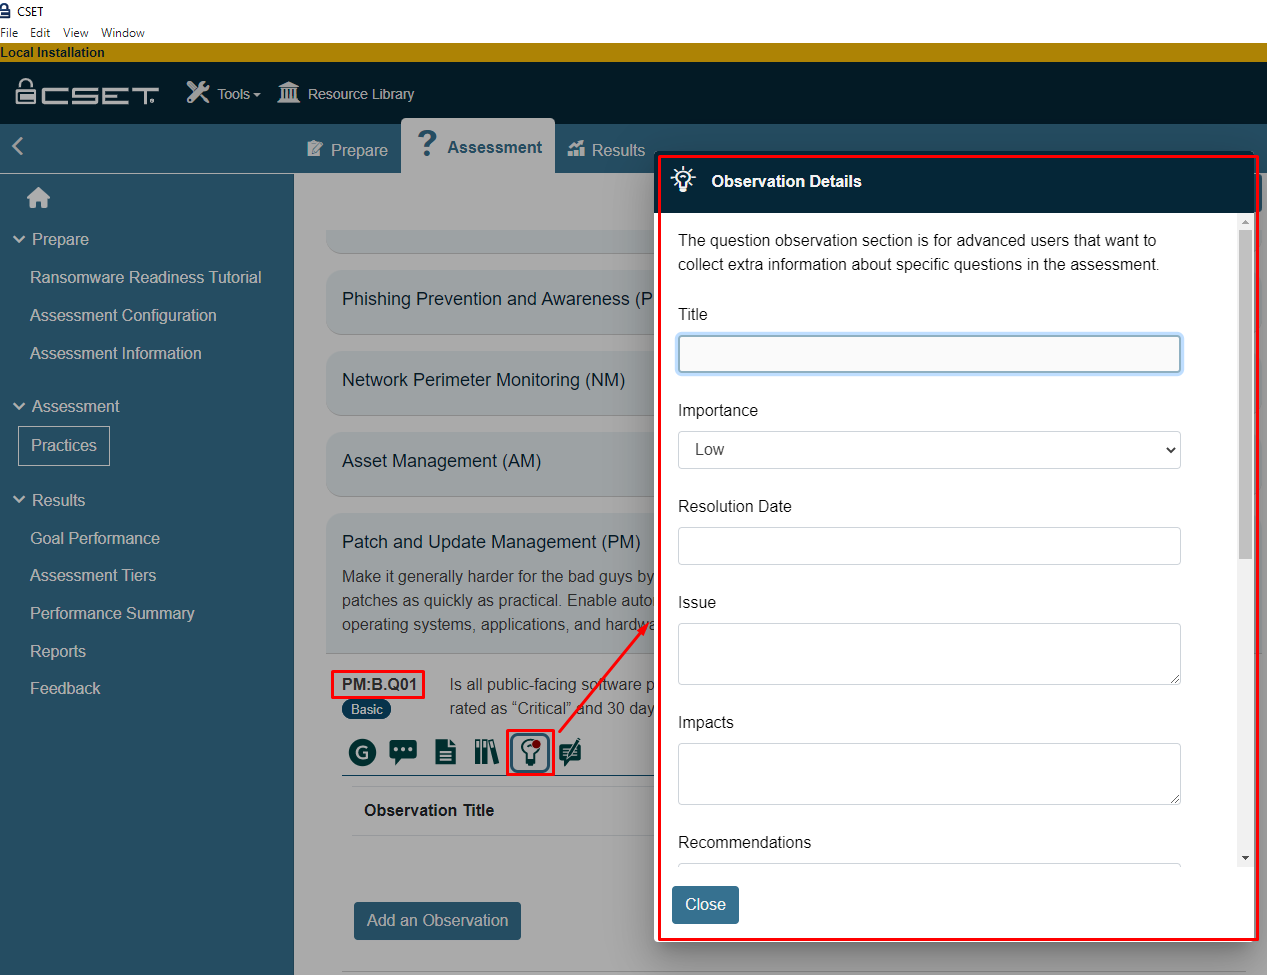 CSET
File Edit View Window
Local Installation
CSET
Tools
Resource Library
Prepare
Assessment
Results
Prepare
Ransomware Readiness Tutorial
Assessment Configuration
Assessment Information
Assessment
Practices
Results
Goal Performance
Assessment Tiers
Performance Summary
Reports
Feedback
Phishing Prevention and Awareness (P
Network Perimeter Monitoring (NM)
Asset Management (AM)
Patch and Update Management (PM)
Make it generally harder for the bad guys by
patches as quickly as practical. Enable auto
operating systems, applications, and hardwa
PM:B.Q01
Basic
Is all public-facing software p
rated as “Critical” and 30 day
G
Observation Title
Add an Observation
Observation Details
The question observation section is for advanced users that want to
collect extra information about specific questions in the assessment.
Title
Importance
Low
Resolution Date
Issue
Impacts
Recommendations
Close